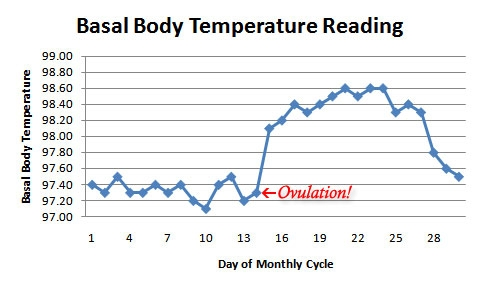 Basal Body Temperature Reading
99.00
98.80
98.60
98.40
98.20
98.00
97.80
97.60
97.40
97.20
97.00
Basal Body Temperature
←Ovulation!
1 4 7 10 13 16 19 22 25 28
Day of Monthly Cycle